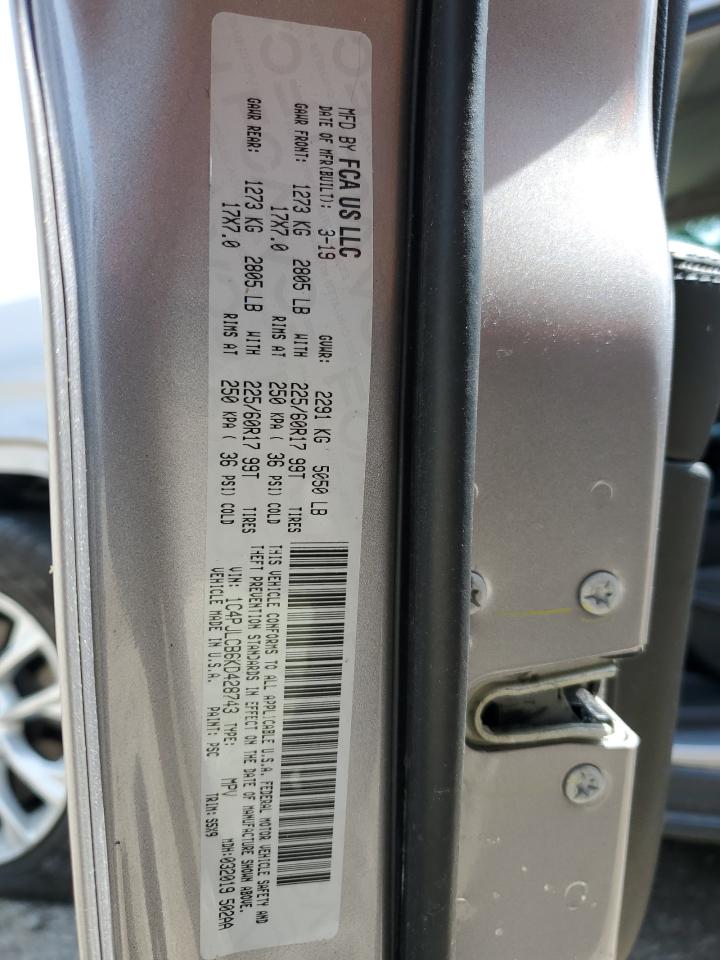 MFD BY FCA US LLC
DATE OF MFR(BUILT): 3-19 GVWR: 2291 KG 5050 LB
GAWR FRONT: 1273 KG 2805 LB WITH 225/60R17 99T TIRES
17X7.0 RIMS AT 250 KPA ( 36 PSI) COLD
GAWR REAR: 1273 KG 2805 LB WITH 225/60R17 99T TIRES
17X7.0 RIMS AT 250 KPA ( 36 PSI) COLD
THIS VEHICLE CONFORMS TO ALL APPLICABLE U.S.A. FEDERAL MOTOR VEHICLE SAFETY AND
THEFT PREVENTION STANDARDS IN EFFECT ON THE DATE OF MANUFACTURE SHOWN ABOVE.
VIN: 1C4PJLCB6KD428743 TYPE: MPV MDH:032019 502AA
VEHICLE MADE IN U.S.A. PAINT: PSC TRIM: S5X9